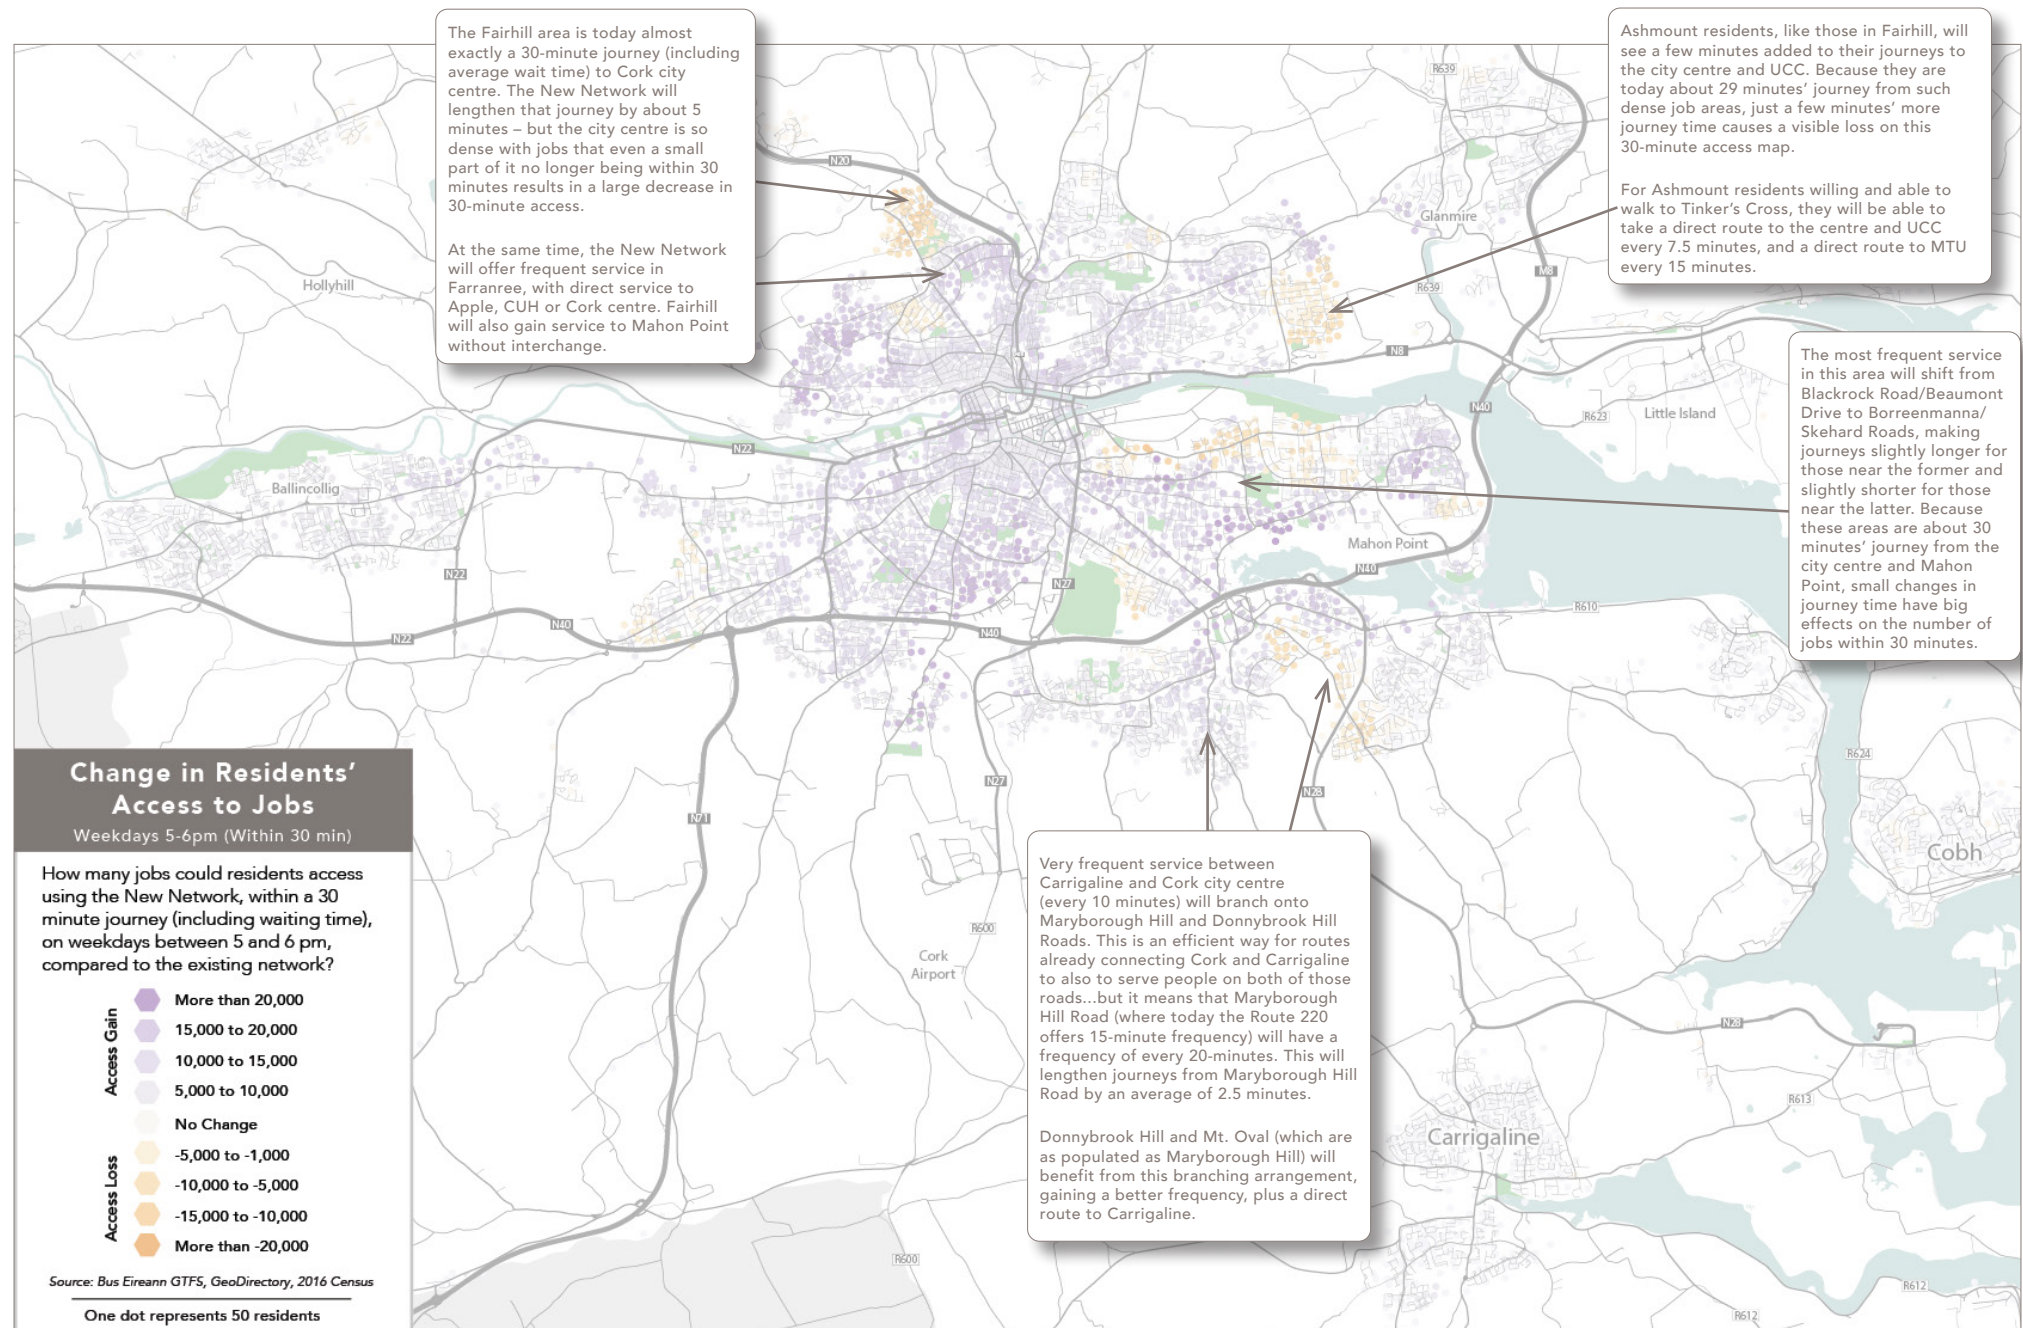 The Fairhill area is today almost
exactly a 30-minute journey (including
average wait time) to Cork city
centre. The New Network will
lengthen that journey by about 5
minutes – but the city centre is so
dense with jobs that even a small
part of it no longer being within 30
minutes results in a large decrease in
30-minute access.
At the same time, the New Network
will offer frequent service in
Farranree, with direct service to
Apple, CUH or Cork centre. Fairhill
will also gain service to Mahon Point
without interchange.
Ashmount residents, like those in Fairhill, will
see a few minutes added to their journeys to
the city centre and UCC. Because they are
today about 29 minutes’ journey from such
dense job areas, just a few minutes’ more
journey time causes a visible loss on this
30-minute access map.
For Ashmount residents willing and able to
walk to Tinker’s Cross, they will be able to
take a direct route to the centre and UCC
every 7.5 minutes, and a direct route to MTU
every 15 minutes.
The most frequent service
in this area will shift from
Blackrock Road/Beaumont
Drive to Borreenmanna/
Skehard Roads, making
journeys slightly longer for
those near the former and
slightly shorter for those
near the latter. Because
these areas are about 30
minutes’ journey from the
city centre and Mahon
Point, small changes in
journey time have big
effects on the number of
jobs within 30 minutes.
Very frequent service between
Carrigaline and Cork city centre
(every 10 minutes) will branch onto
Maryborough Hill and Donnybrook Hill
Roads. This is an efficient way for routes
already connecting Cork and Carrigaline
to also to serve people on both of those
roads...but it means that Maryborough
Hill Road (where today the Route 220
offers 15-minute frequency) will have a
frequency of every 20-minutes. This will
lengthen journeys from Maryborough Hill
Road by an average of 2.5 minutes.
Donnybrook Hill and Mt. Oval (which are
as populated as Maryborough Hill) will
benefit from this branching arrangement,
gaining a better frequency, plus a direct
route to Carrigaline.
R639
N20
Glanmire
M8
R639
Hollyhill
N8
N40
R623
Little Island
N22
Ballincollig
Mahon Point
N22
N27
N40
R610
N40
N22
N40
R624
N27
N28
N71
Cobh
R600
Cork
Airport
N28
R613
Carrigaline
R600
R612
R612
Change in Residents’
Access to Jobs
Weekdays 5-6pm (Within 30 min)
How many jobs could residents access
using the New Network, within a 30
minute journey (including waiting time),
on weekdays between 5 and 6 pm,
compared to the existing network?
Access Gain
More than 20,000
15,000 to 20,000
10,000 to 15,000
5,000 to 10,000
No Change
Access Loss
-5,000 to -1,000
-10,000 to -5,000
-15,000 to -10,000
More than -20,000
Source: Bus Eireann GTFS, GeoDirectory, 2016 Census
One dot represents 50 residents